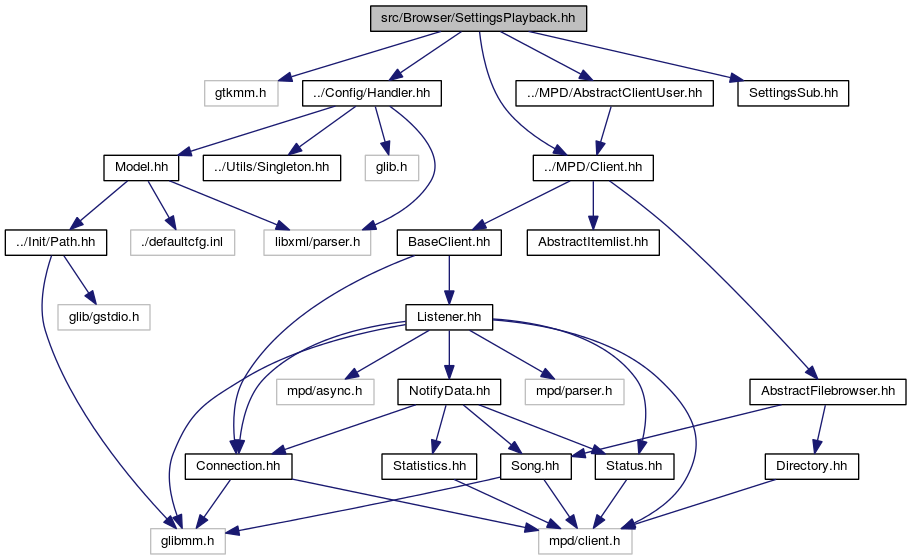 src/Browser/SettingsPlayback.hh
gtkmm.h
../Config/Handler.hh
../MPD/AbstractClientUser.hh
SettingsSub.hh
Model.hh
../Utils/Singleton.hh
glib.h
../MPD/Client.hh
../Init/Path.hh
./defaultcfg.inl
libxml/parser.h
BaseClient.hh
AbstractItemlist.hh
glib/gstdio.h
Listener.hh
mpd/async.h
NotifyData.hh
mpd/parser.h
AbstractFilebrowser.hh
Connection.hh
Statistics.hh
Song.hh
Status.hh
Directory.hh
glibmm.h
mpd/client.h